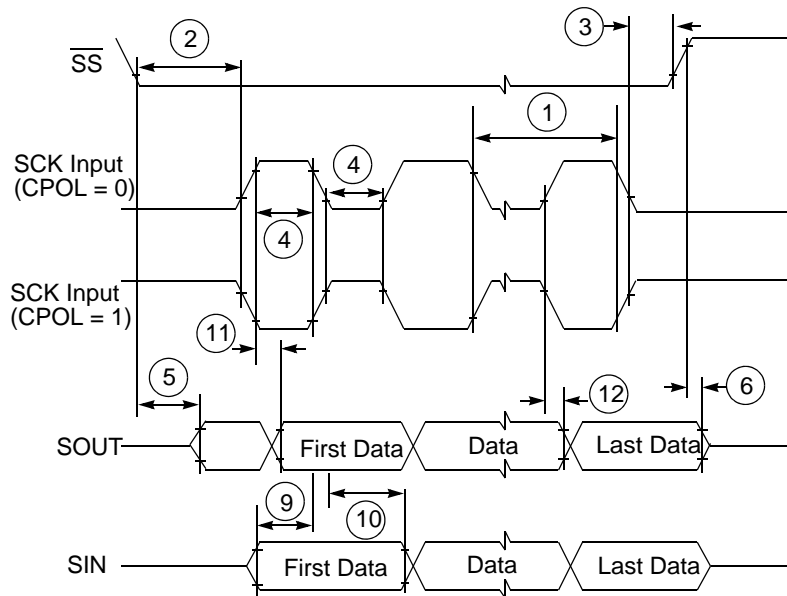 2
3
SS
1
SCK Input
(CPOL = 0)
4
4
SCK Input
(CPOL = 1)
11
5
12
6
SOUT
First Data
Data
Last Data
9
10
SIN
First Data
Data
Last Data